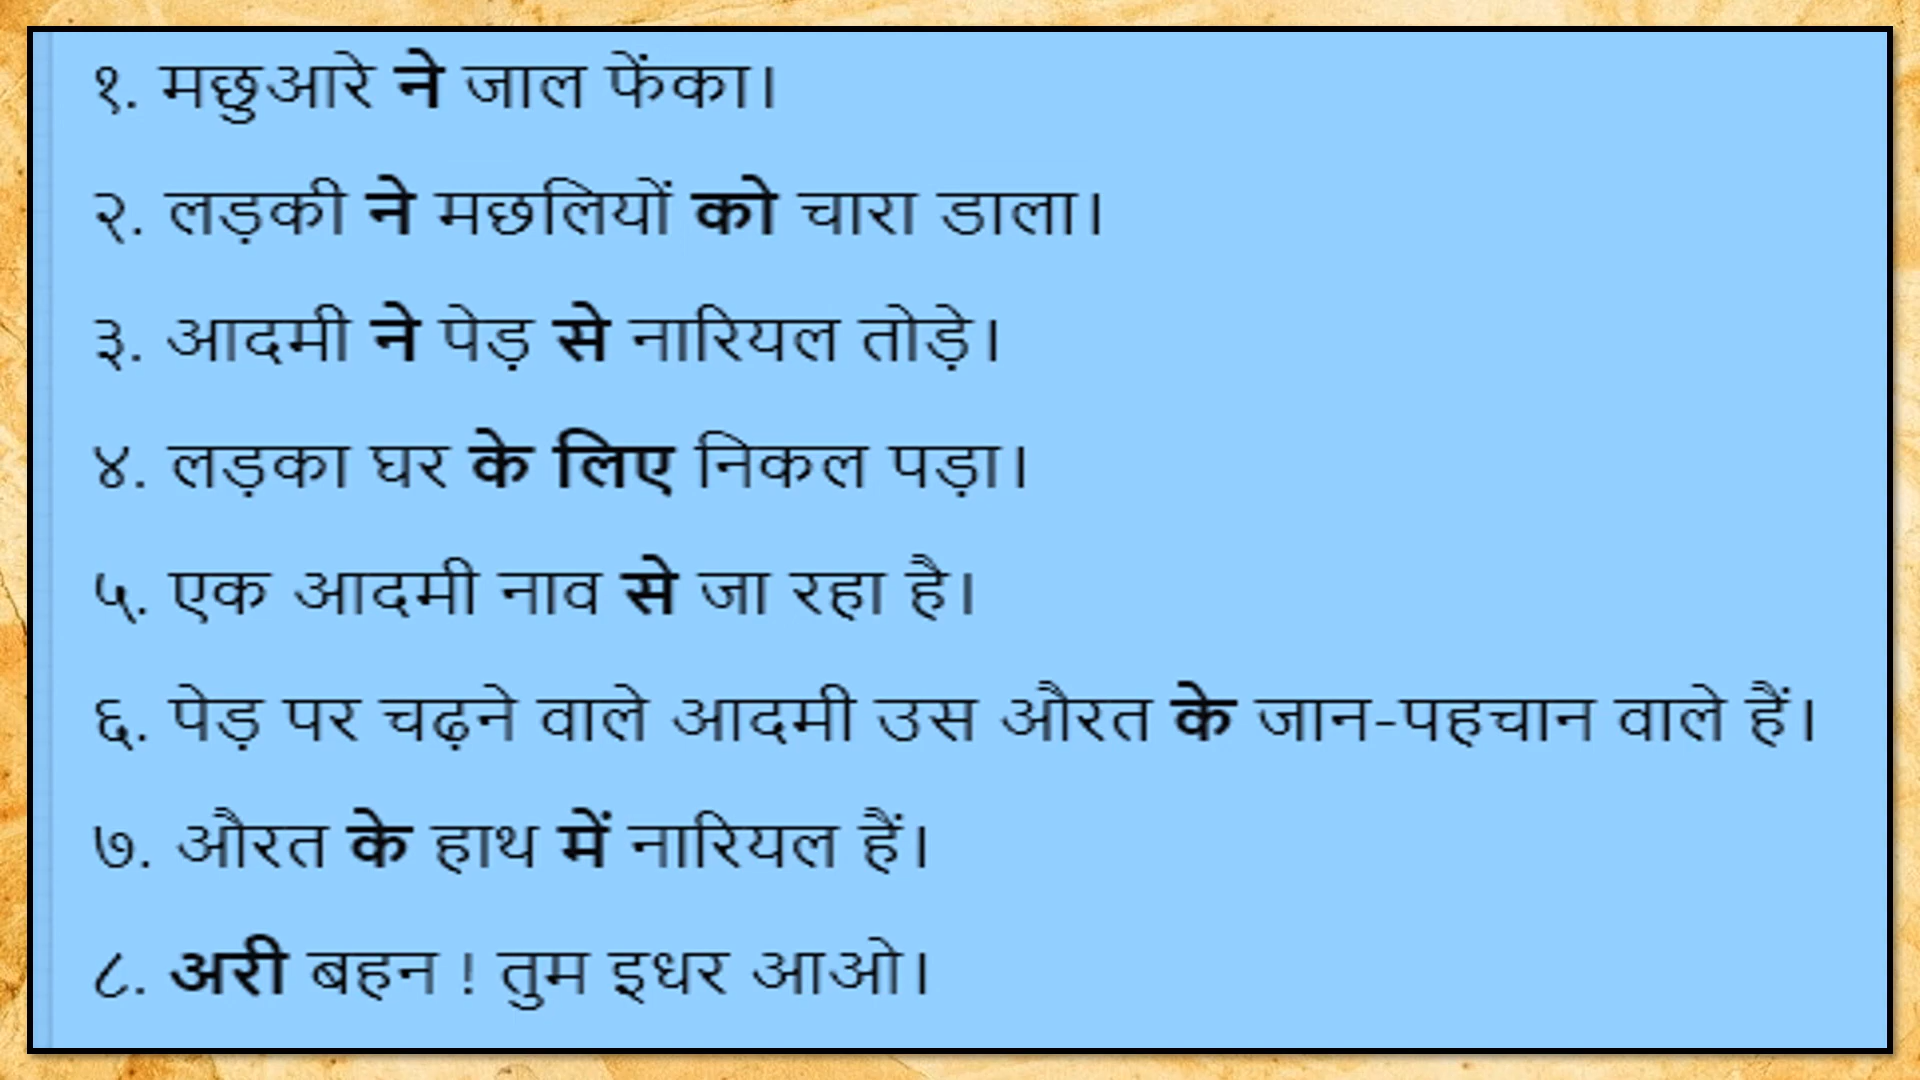 १. मछुआरे ने जाल फेंका।
२. लड़की ने मछलियों को चारा डाला।
३. आदमी ने पेड़ से नारियल तोड़े।
४. लड़का घर के लिए निकल पड़ा।
५. एक आदमी नाव से जा रहा है।
६. पेड़ पर चढ़ने वाले आदमी उस औरत के जान-पहचान वाले हैं।
७. औरत के हाथ में नारियल हैं।
८. अरी बहन ! तुम इधर आओ।